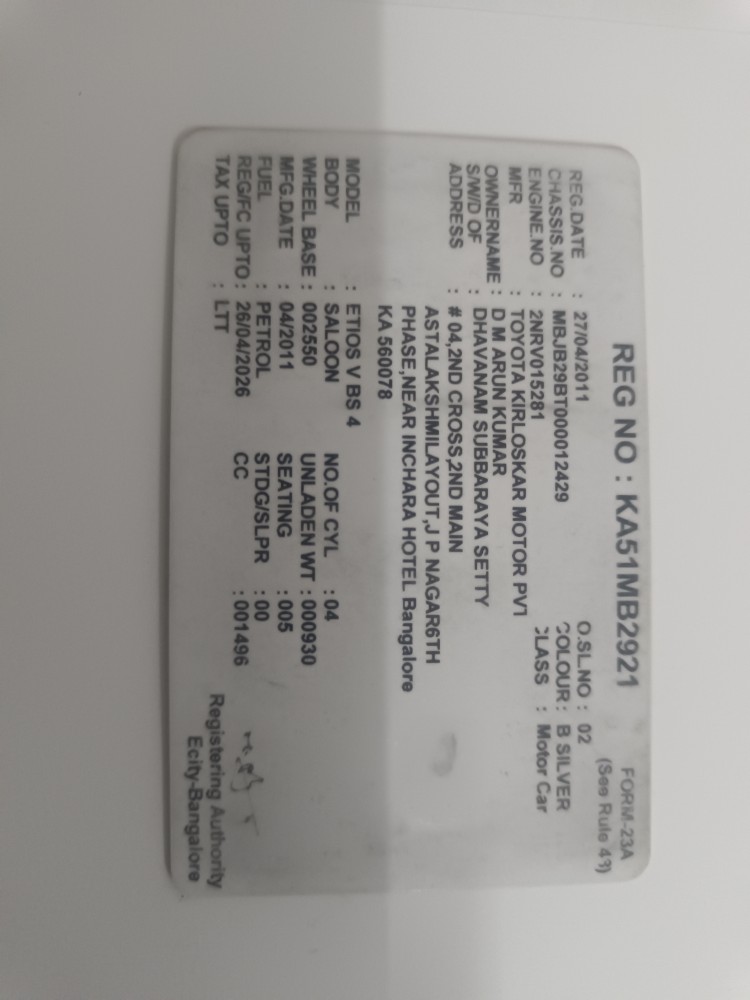 FORM-23A
(See Rule 43)
REG NO : KA51MB2921
REG.DATE : 27/04/2011 O.SL.NO : 02
CHASSIS.NO : MBJB29BT000012429 COLOUR : B SILVER
ENGINE.NO : 2NRV015281 CLASS : Motor Car
MFR : TOYOTA KIRLOSKAR MOTOR PVT
OWNERNAME : D M ARUN KUMAR
S/W/D OF : DHAVANAM SUBBARAYA SETTY
ADDRESS : # 04,2ND CROSS,2ND MAIN
ASTALAKSHMILAYOUT,J P NAGAR6TH
PHASE,NEAR INCHARA HOTEL Bangalore
KA 560078
MODEL : ETIOS V BS 4
BODY : SALOON NO.OF CYL : 04
WHEEL BASE : 002550 UNLADEN WT : 000930
MFG.DATE : 04/2011 SEATING : 005
FUEL : PETROL STDG/SLPR : 00
REG/FC UPTO : 26/04/2026 CC : 001496
TAX UPTO : LTT
Registering Authority
Ecity-Bangalore